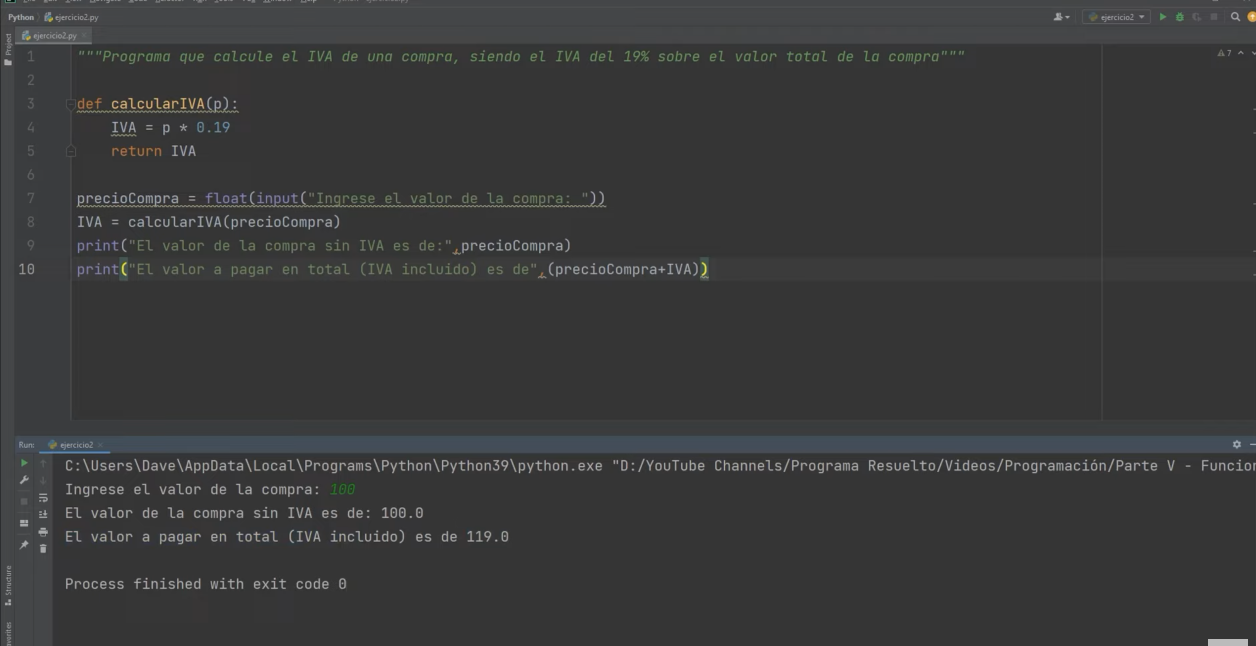 Python ejercicio2.py
ejercicio2
ejercicio2.py
Project
7
1 """Programa que calcule el IVA de una compra, siendo el IVA del 19% sobre el valor total de la compra"""
2
3 def calcularIVA(p):
4 IVA = p * 0.19
5 return IVA
6
7 precioCompra = float(input("Ingrese el valor de la compra: "))
8 IVA = calcularIVA(precioCompra)
9 print("El valor de la compra sin IVA es de:",precioCompra)
10 print("El valor a pagar en total (IVA incluido) es de",(precioCompra+IVA))
Run: ejercicio2
C:\Users\Dave\AppData\Local\Programs\Python\Python39\python.exe "D:/YouTube Channels/Programa Resuelto/Videos/Programación/Parte V - Funcion
Ingrese el valor de la compra: 100
El valor de la compra sin IVA es de: 100.0
El valor a pagar en total (IVA incluido) es de 119.0
Process finished with exit code 0
Structure